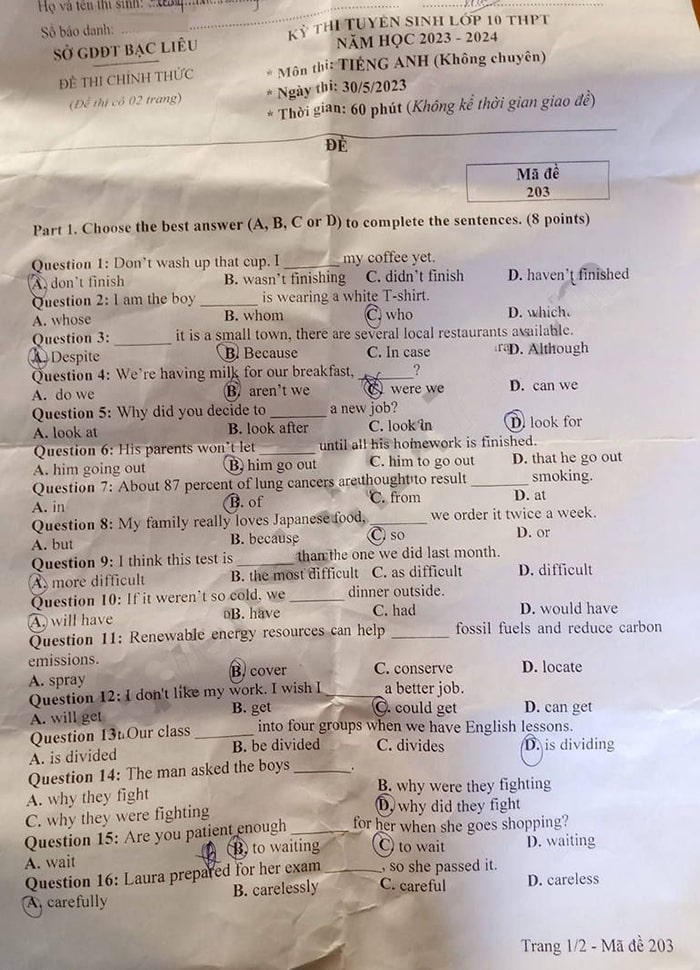 Họ và tên thí sinh:
Số báo danh:
SỞ GDĐT BẠC LIÊU
ĐỀ THI CHÍNH THỨC
(Đề thi có 02 trang)
KỲ THI TUYỂN SINH LỚP 10 THPT
NĂM HỌC 2023 - 2024
* Môn thi: TIẾNG ANH (Không chuyên)
* Ngày thi: 30/5/2023
* Thời gian: 60 phút (Không kể thời gian giao đề)
ĐỀ
Mã đề
203
Part 1. Choose the best answer (A, B, C or D) to complete the sentences. (8 points)
Question 1: Don't wash up that cup. I ______ my coffee yet.
A. don't finish B. wasn't finishing C. didn't finish D. haven't finished
Question 2: I am the boy ______ is wearing a white T-shirt.
A. whose B. whom C. who D. which.
Question 3: ______ it is a small town, there are several local restaurants available.
A. Despite B. Because C. In case D. Although
Question 4: We're having milk for our breakfast, ______?
A. do we B. aren't we C. were we D. can we
Question 5: Why did you decide to ______ a new job?
A. look at B. look after C. look in D. look for
Question 6: His parents won't let ______ until all his homework is finished.
A. him going out B. him go out C. him to go out D. that he go out
Question 7: About 87 percent of lung cancers are thought to result ______ smoking.
A. in B. of C. from D. at
Question 8: My family really loves Japanese food, ______ we order it twice a week.
A. but B. because C. so D. or
Question 9: I think this test is ______ than the one we did last month.
A. more difficult B. the most difficult C. as difficult D. difficult
Question 10: If it weren't so cold, we ______ dinner outside.
A. will have B. have C. had D. would have
Question 11: Renewable energy resources can help ______ fossil fuels and reduce carbon
emissions.
A. spray B. cover C. conserve D. locate
Question 12: I don't like my work. I wish I ______ a better job.
A. will get B. get C. could get D. can get
Question 13: Our class ______ into four groups when we have English lessons.
A. is divided B. be divided C. divides D. is dividing
Question 14: The man asked the boys ______.
A. why they fight B. why were they fighting
C. why they were fighting D. why did they fight
Question 15: Are you patient enough ______ for her when she goes shopping?
A. wait B. to waiting C. to wait D. waiting
Question 16: Laura prepared for her exam ______, so she passed it.
A. carefully B. carelessly C. careful D. careless
Trang 1/2 - Mã đề 203